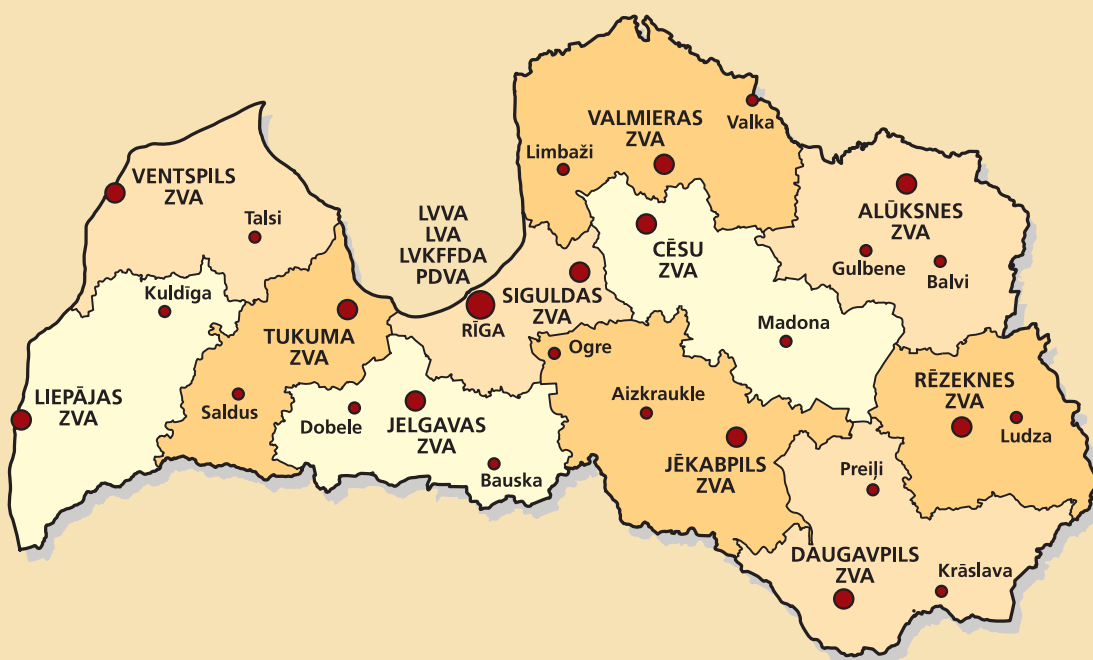 VALMIERAS
ZVA
Valka
Limbaži
VENTSPILS
ZVA
Talsi
LVVA
LVA
LVKFFDA
PDVA
RĪGA
ALŪKSNES
ZVA
Gulbene
Balvi
CĒSU
ZVA
Madona
SIGULDAS
ZVA
Kuldīga
TUKUMA
ZVA
Ogre
LIEPĀJAS
ZVA
Saldus
Dobele
JELGAVAS
ZVA
Bauska
Aizkraukle
JĒKABPILS
ZVA
RĒZEKNES
ZVA
Ludza
Preiļi
DAUGAVPILS
ZVA
Krāslava